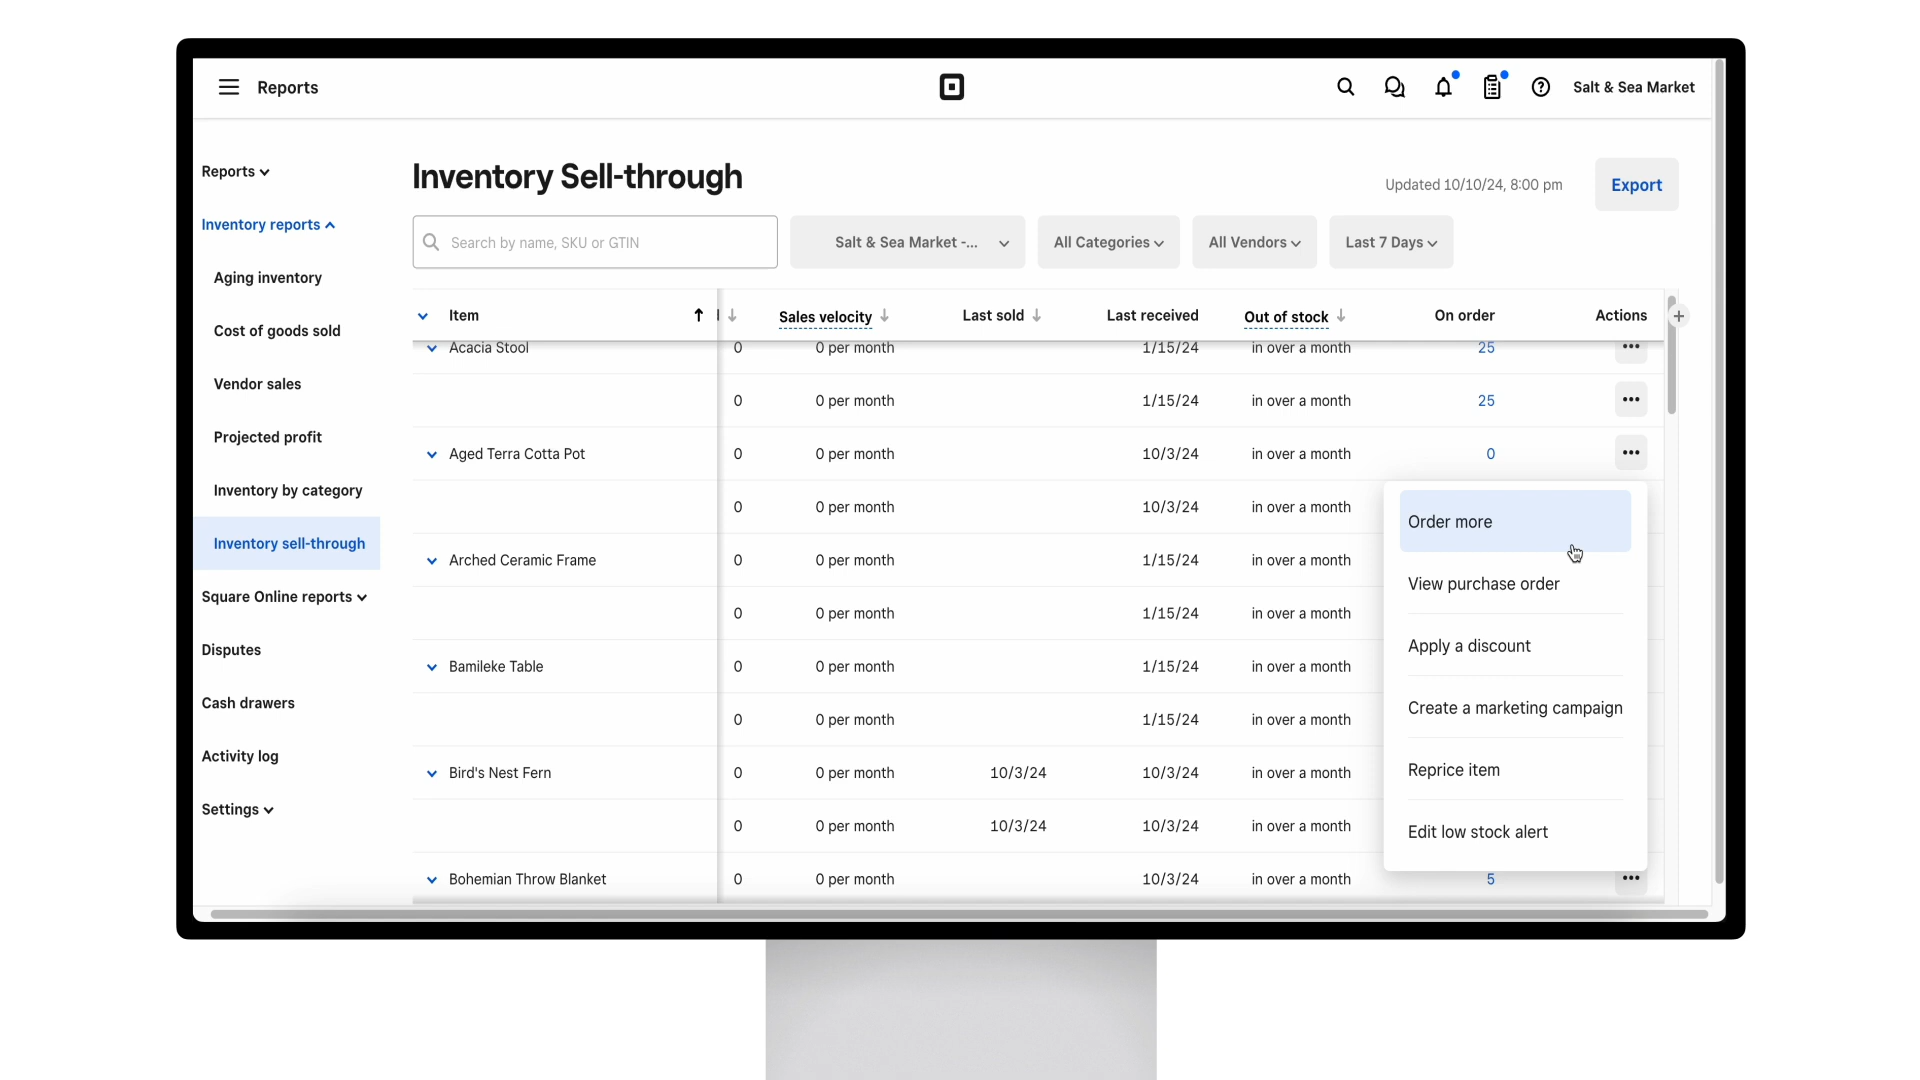 Reports
Salt & Sea Market
Reports
Inventory reports
Aging inventory
Cost of goods sold
Vendor sales
Projected profit
Inventory by category
Inventory sell-through
Square Online reports
Disputes
Cash drawers
Activity log
Settings
Inventory Sell-through
Updated 10/10/24, 8:00 pm
Export
Search by name, SKU or GTIN
Salt & Sea Market -...
All Categories
All Vendors
Last 7 Days
Item Sales velocity Last sold Last received Out of stock On order Actions
Acacia Stool 0 0 per month 1/15/24 in over a month 25
0 0 per month 1/15/24 in over a month 25
Aged Terra Cotta Pot 0 0 per month 10/3/24 in over a month 0
0 0 per month 10/3/24 in over a month
Arched Ceramic Frame 0 0 per month 1/15/24 in over a month
0 0 per month 1/15/24 in over a month
Bamileke Table 0 0 per month 1/15/24 in over a month
0 0 per month 1/15/24 in over a month
Bird's Nest Fern 0 0 per month 10/3/24 10/3/24 in over a month
0 0 per month 10/3/24 10/3/24 in over a month
Bohemian Throw Blanket 0 0 per month 10/3/24 in over a month 5
Order more
View purchase order
Apply a discount
Create a marketing campaign
Reprice item
Edit low stock alert